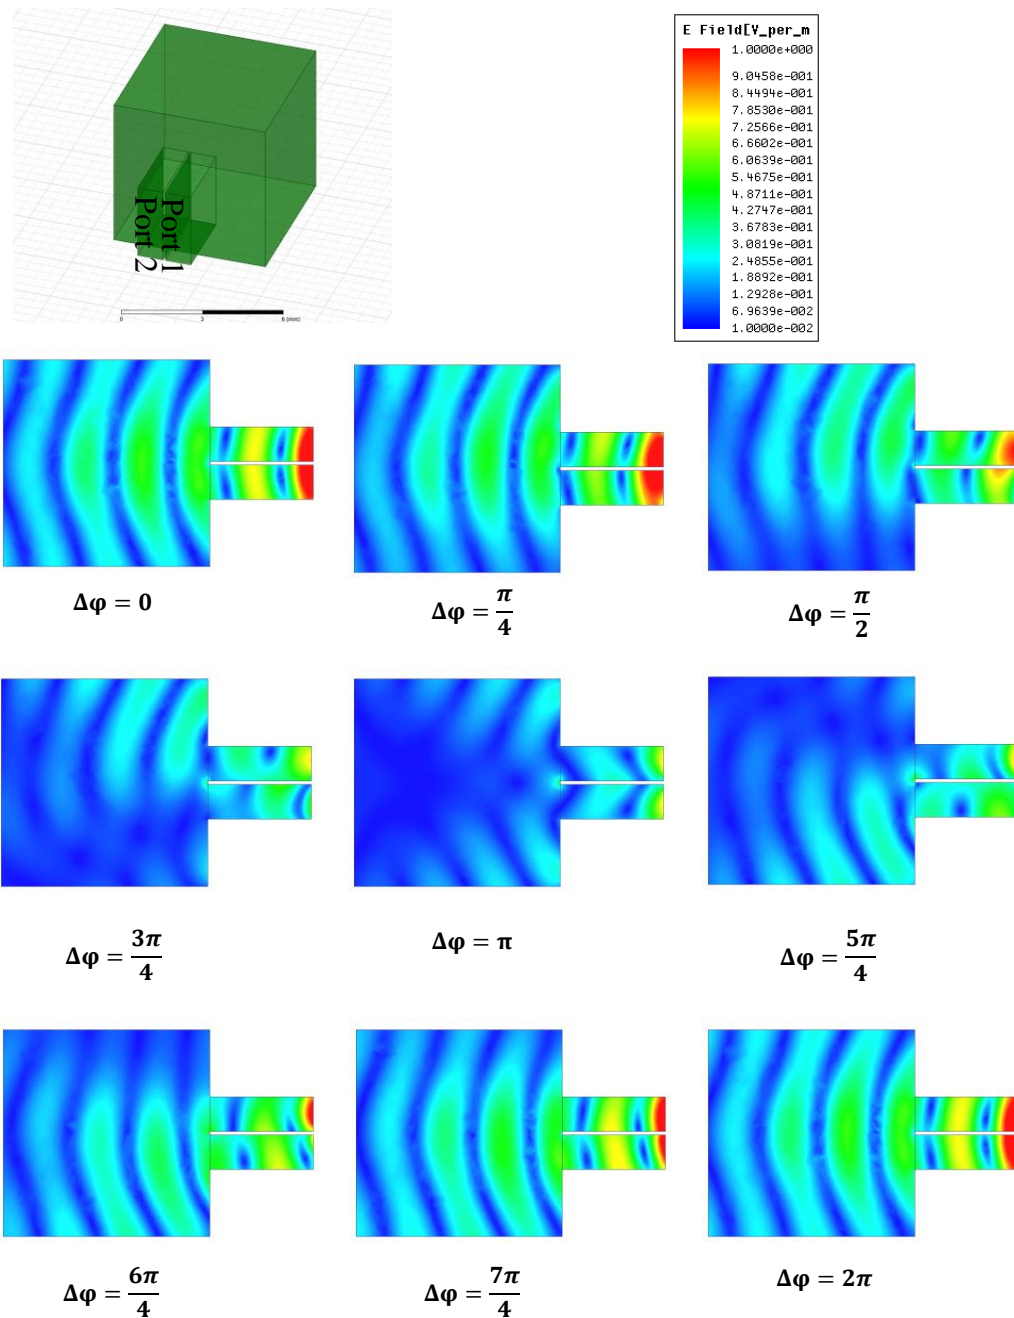 E Field[V_per_m
1.0000e+000
9.0458e-001
8.4494e-001
7.8530e-001
7.2566e-001
6.6602e-001
6.0639e-001
5.4675e-001
4.8711e-001
4.2747e-001
3.6783e-001
3.0819e-001
2.4855e-001
1.8892e-001
1.2928e-001
6.9639e-002
1.0000e-002
Port 1
Port 2
0 3 6 (mm)
Δφ = 0
Δφ = π/4
Δφ = π/2
Δφ = 3π/4
Δφ = π
Δφ = 5π/4
Δφ = 6π/4
Δφ = 7π/4
Δφ = 2π